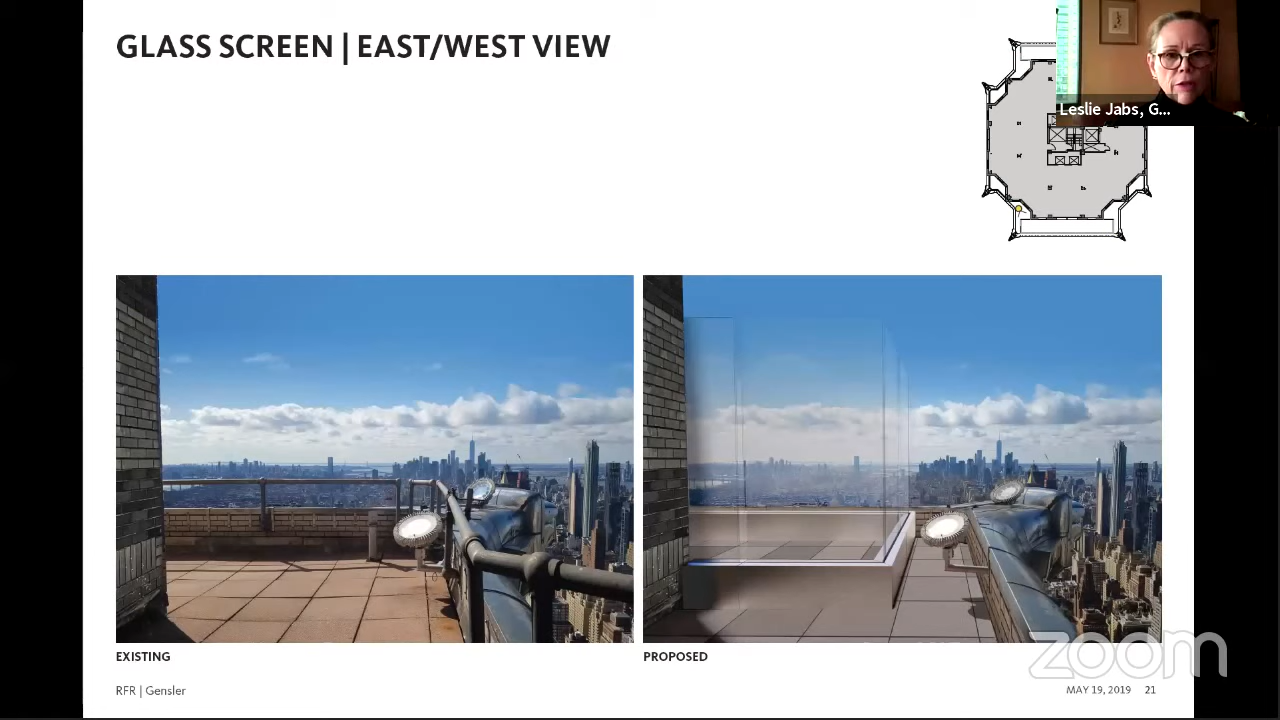 GLASS SCREEN | EAST/WEST VIEW
Leslie Jabs, G...
EXISTING
PROPOSED
zoom
RFR | Gensler
MAY 19, 2019 21